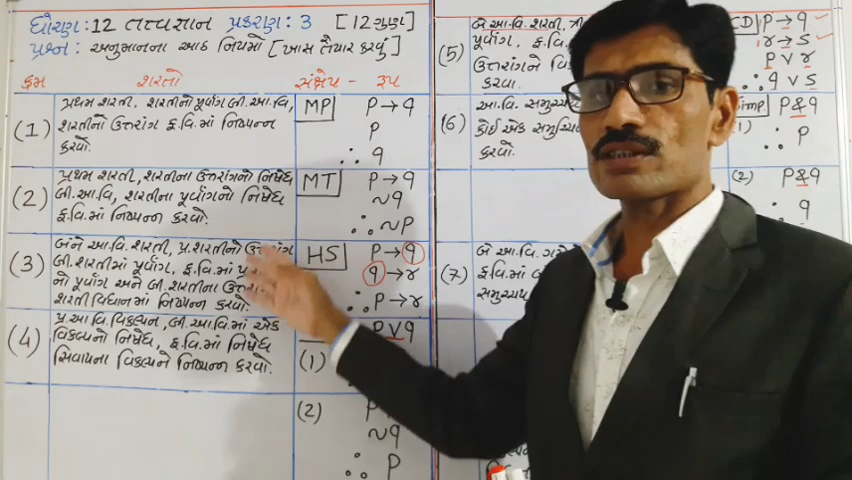 ધોરણ: 12 તત્વજ્ઞાન પ્રકરણ: 3 [12 ગુણ]
પ્રશ્ન: અનુમાનના આઠ નિયમો [ખાસ તૈયાર કરવું]
ક્રમ શરતો સંક્ષેપ - રૂપ
(1) પ્રથમ શરતી, શરતીનો પૂર્વાંગ બી.આ.વિ, MP P→q
શરતીનો ઉત્તરાંગ ફ.વિ.માં નિષ્પન્ન P
કરવો. ∴ q
(2) પ્રથમ શરતી, શરતીના ઉત્તરાંગનો નિષેધ MT P→q
બી.આ.વિ, શરતીના પૂર્વાંગનો નિષેધ ~q
ફ.વિ.માં નિષ્પન્ન કરવો. ∴ ~P
(3) બંને આ.વિ. શરતી, પ્ર.શરતીનો ઉત્તરાંગ HS P→q
બી.શરતીમાં પૂર્વાંગ, ફ.વિ.માં q→r
નો પૂર્વાંગ અને બી.શરતીના ∴ P→r
શરતી વિધાનમાં નિષ્પન્ન કરવો.
(4) પ્ર.આ.વિ.વિકલ્પન, બી.આ.વિ.માં એક P∨q
વિકલ્પનો નિષેધ, ફ.વિ.માં નિષેધ (1)
સિવાયના વિકલ્પને નિષ્પન્ન કરવો.
(2)
~q
∴ P
(5) બે આ.વિ. શરતી, CD P→q
પૂર્વાંગ, ફ.વિ. r→s
ઉત્તરાંગને P∨r
કરવા. ∴ q∨s
(6) આ.વિ. સમુચ્ચિ Simp. P&q
કોઈ એક સમુચ્ચિ (1) ∴ P
કરવો.
(2) P&q
∴ q
(7) બે આ.વિ.
ફ.વિ.માં
સમુચ્ચય